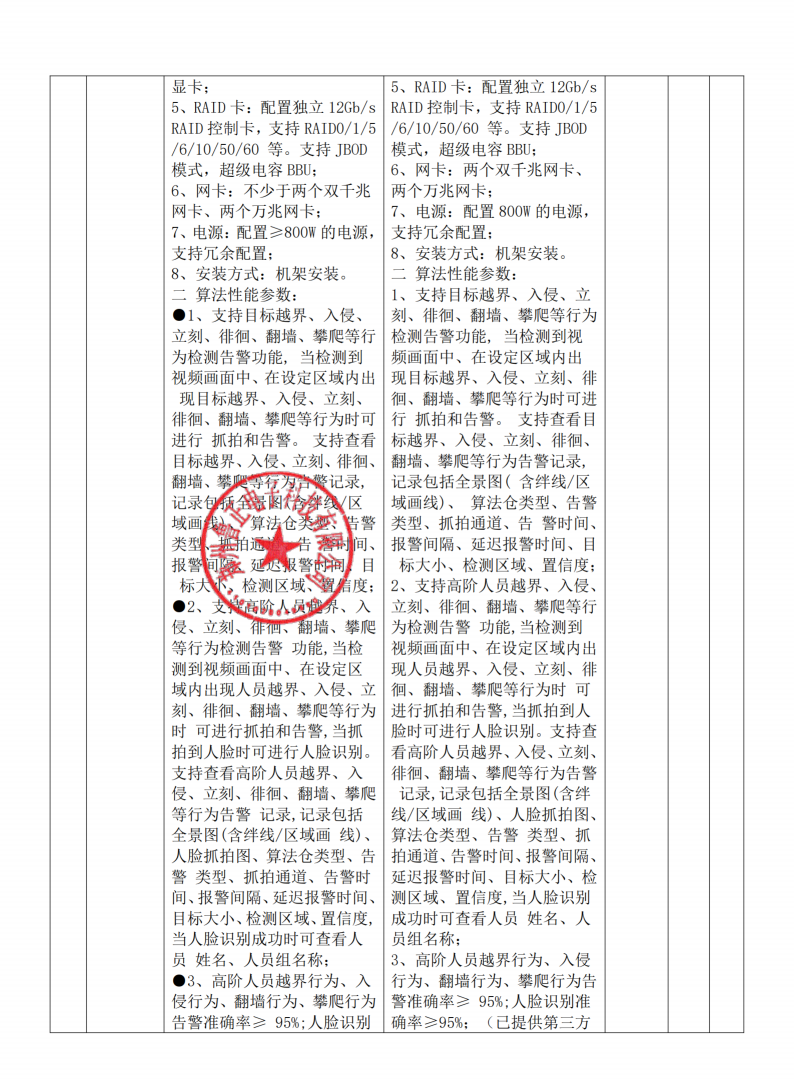 显卡；
5、RAID 卡：配置独立 12Gb/s
RAID 控制卡，支持 RAID0/1/5
/6/10/50/60 等。支持 JBOD
模式，超级电容 BBU；
6、网卡：不少于两个双千兆
网卡、两个万兆网卡；
7、电源：配置≥800W 的电源，
支持冗余配置；
8、安装方式：机架安装。
二 算法性能参数：
●1、支持目标越界、入侵、
立刻、徘徊、翻墙、攀爬等行
为检测告警功能, 当检测到
视频画面中、在设定区域内出
现目标越界、入侵、立刻、
徘徊、翻墙、攀爬等行为时可
进行 抓拍和告警。 支持查看
目标越界、入侵、立刻、徘徊、
翻墙、攀爬等行为告警记录,
记录包括全景图(含绊线/区
域画线)、 算法仓类型、告警
类型、抓拍通道、告 警时间、
报警间隔、延迟报警时间、目
标大小、检测区域、置信度；
●2、支持高阶人员越界、入
侵、立刻、徘徊、翻墙、攀爬
等行为检测告警 功能,当检
测到视频画面中、在设定区
域内出现人员越界、入侵、立
刻、徘徊、翻墙、攀爬等行为
时 可进行抓拍和告警,当抓
拍到人脸时可进行人脸识别。
支持查看高阶人员越界、入
侵、立刻、徘徊、翻墙、攀爬
等行为告警 记录,记录包括
全景图(含绊线/区域画 线)、
人脸抓拍图、算法仓类型、告
警 类型、抓拍通道、告警时
间、报警间隔、延迟报警时间、
目标大小、检测区域、置信度,
当人脸识别成功时可查看人
员 姓名、人员组名称；
●3、高阶人员越界行为、入
侵行为、翻墙行为、攀爬行为
告警准确率≥ 95%;人脸识别
5、RAID 卡：配置独立 12Gb/s
RAID 控制卡，支持 RAID0/1/5
/6/10/50/60 等。支持 JBOD
模式，超级电容 BBU；
6、网卡：两个双千兆网卡、
两个万兆网卡；
7、电源：配置 800W 的电源，
支持冗余配置；
8、安装方式：机架安装。
二 算法性能参数：
1、支持目标越界、入侵、立
刻、徘徊、翻墙、攀爬等行为
检测告警功能, 当检测到视
频画面中、在设定区域内出
现目标越界、入侵、立刻、徘
徊、翻墙、攀爬等行为时可进
行 抓拍和告警。 支持查看目
标越界、入侵、立刻、徘徊、
翻墙、攀爬等行为告警记录,
记录包括全景图( 含绊线/区
域画线)、 算法仓类型、告警
类型、抓拍通道、告 警时间、
报警间隔、延迟报警时间、目
标大小、检测区域、置信度；
2、支持高阶人员越界、入侵、
立刻、徘徊、翻墙、攀爬等行
为检测告警 功能,当检测到
视频画面中、在设定区域内出
现人员越界、入侵、立刻、徘
徊、翻墙、攀爬等行为时 可
进行抓拍和告警,当抓拍到人
脸时可进行人脸识别。支持查
看高阶人员越界、入侵、立刻、
徘徊、翻墙、攀爬等行为告警
记录,记录包括全景图(含绊
线/区域画 线)、人脸抓拍图、
算法仓类型、告警 类型、抓
拍通道、告警时间、报警间隔、
延迟报警时间、目标大小、检
测区域、置信度,当人脸识别
成功时可查看人员 姓名、人
员组名称；
3、高阶人员越界行为、入侵
行为、翻墙行为、攀爬行为告
警准确率≥ 95%;人脸识别准
确率≥95%；（已提供第三方